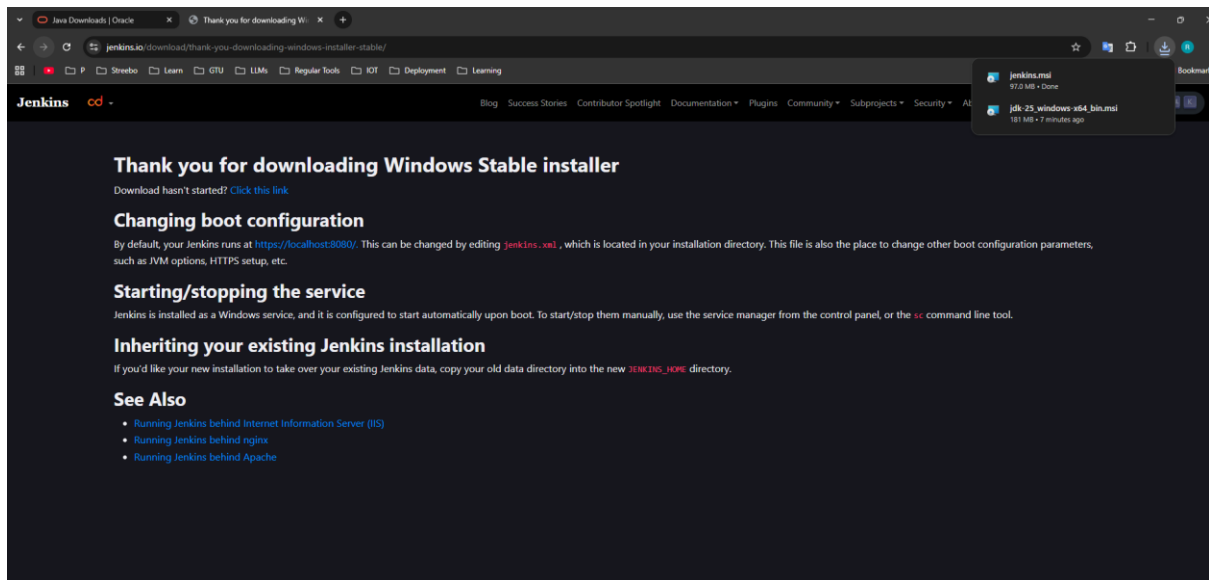 Java Downloads | Oracle
Thank you for downloading Wi
jenkins.io/download/thank-you-downloading-windows-installer-stable/
P Streebo Learn GTU LLMs Regular Tools IOT Deployment Learning
Bookmar
jenkins.msi
97.0 MB • Done
jdk-25_windows-x64_bin.msi
181 MB • 7 minutes ago
Jenkins cd Blog Success Stories Contributor Spotlight Documentation Plugins Community Subprojects Security K
Thank you for downloading Windows Stable installer
Download hasn't started? Click this link
Changing boot configuration
By default, your Jenkins runs at https://localhost:8080/. This can be changed by editing jenkins.xml , which is located in your installation directory. This file is also the place to change other boot configuration parameters,
such as JVM options, HTTPS setup, etc.
Starting/stopping the service
Jenkins is installed as a Windows service, and it is configured to start automatically upon boot. To start/stop them manually, use the service manager from the control panel, or the sc command line tool.
Inheriting your existing Jenkins installation
If you'd like your new installation to take over your existing Jenkins data, copy your old data directory into the new JENKINS_HOME directory.
See Also
• Running Jenkins behind Internet Information Server (IIS)
• Running Jenkins behind nginx
• Running Jenkins behind Apache